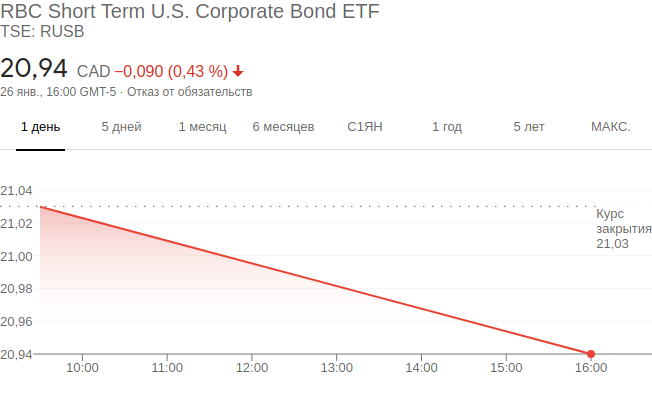 RBC Short Term U.S. Corporate Bond ETF
TSE: RUSB
20,94 CAD −0,090 (0,43 %)
26 янв., 16:00 GMT-5 · Отказ от обязательств
1 день 5 дней 1 месяц 6 месяцев С1ЯН 1 год 5 лет МАКС.
21,04
21,02
21,00
20,98
20,96
20,94
Курс
закрытия
21,03
10:00 11:00 12:00 13:00 14:00 15:00 16:00